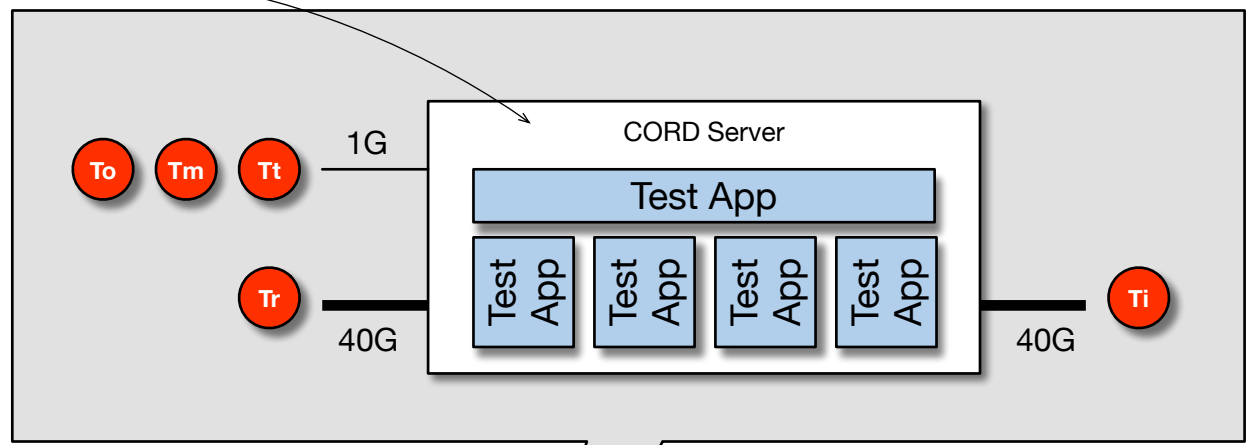 CORD Server
1G
To Tm Tt
Test App
Test
App
Test
App
Test
App
Test
App
Tr
40G
Ti
40G